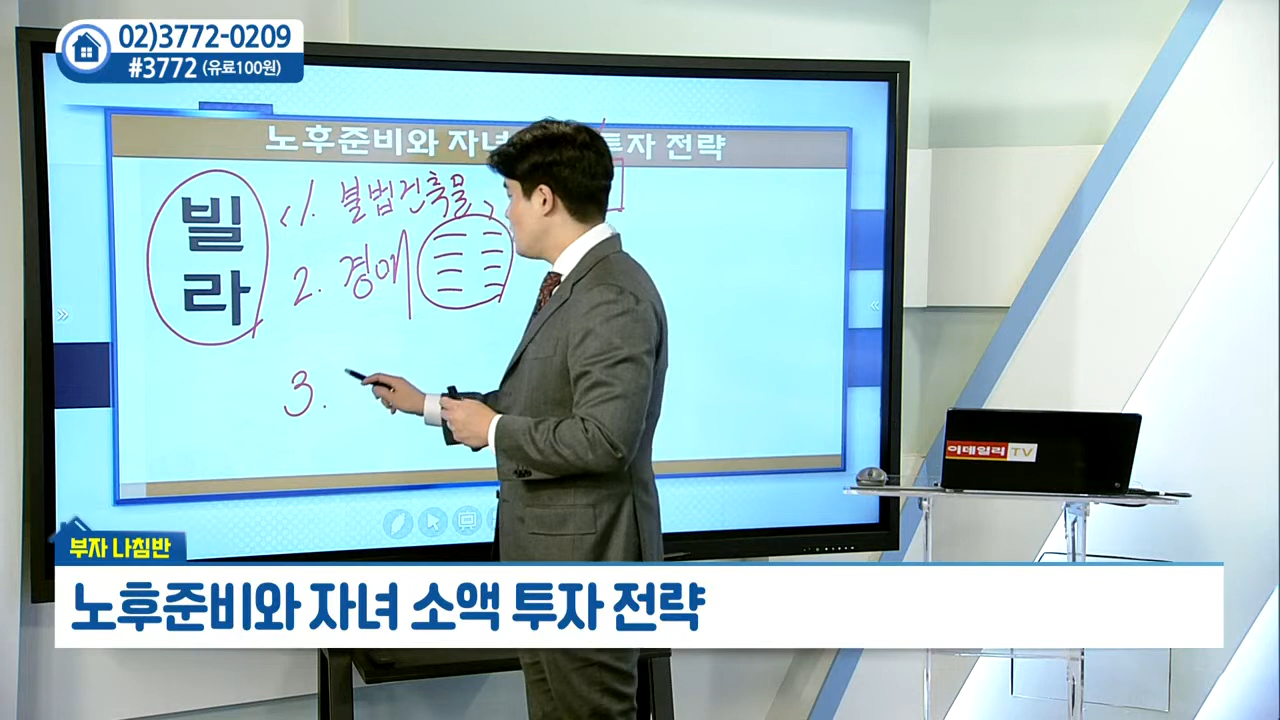 02)3772-0209
#3772 (유료100원)
노후준비와 자녀 투자 전략
빌
라
1. 불법건축물
2. 경매
3.
이데일리 TV
부자 나침반
노후준비와 자녀 소액 투자 전략